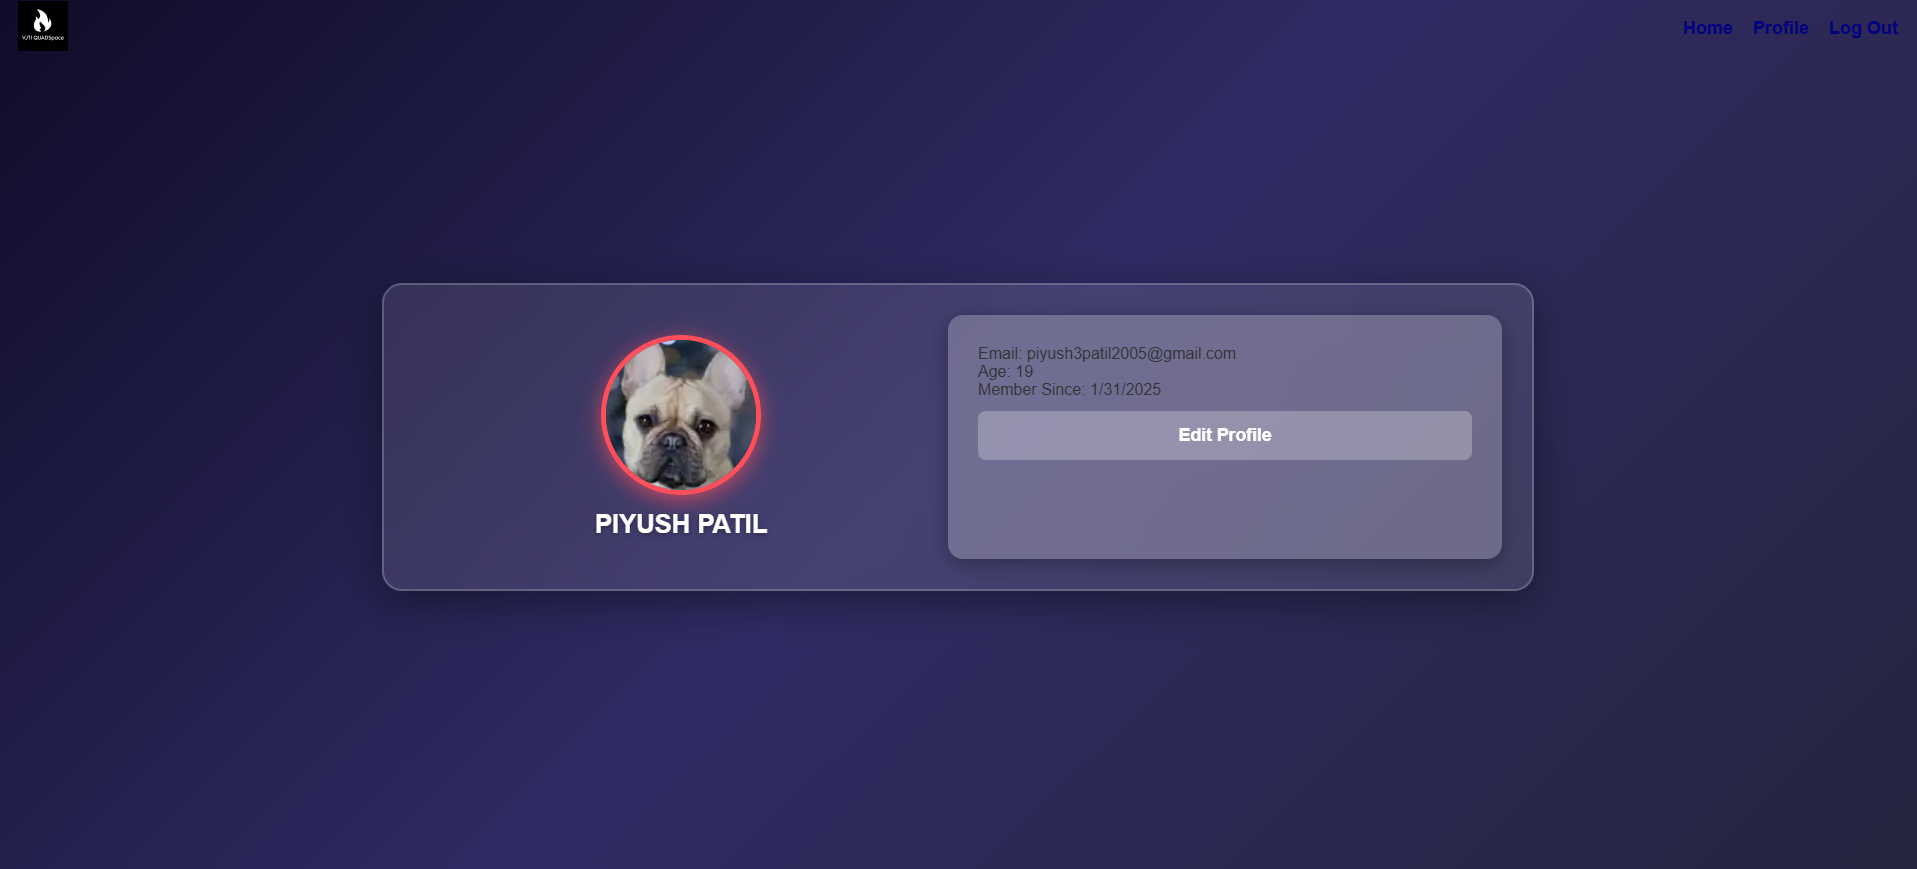 VJTI QUADSpace
Home Profile Log Out
Email: piyush3patil2005@gmail.com
Age: 19
Member Since: 1/31/2025
Edit Profile
PIYUSH PATIL